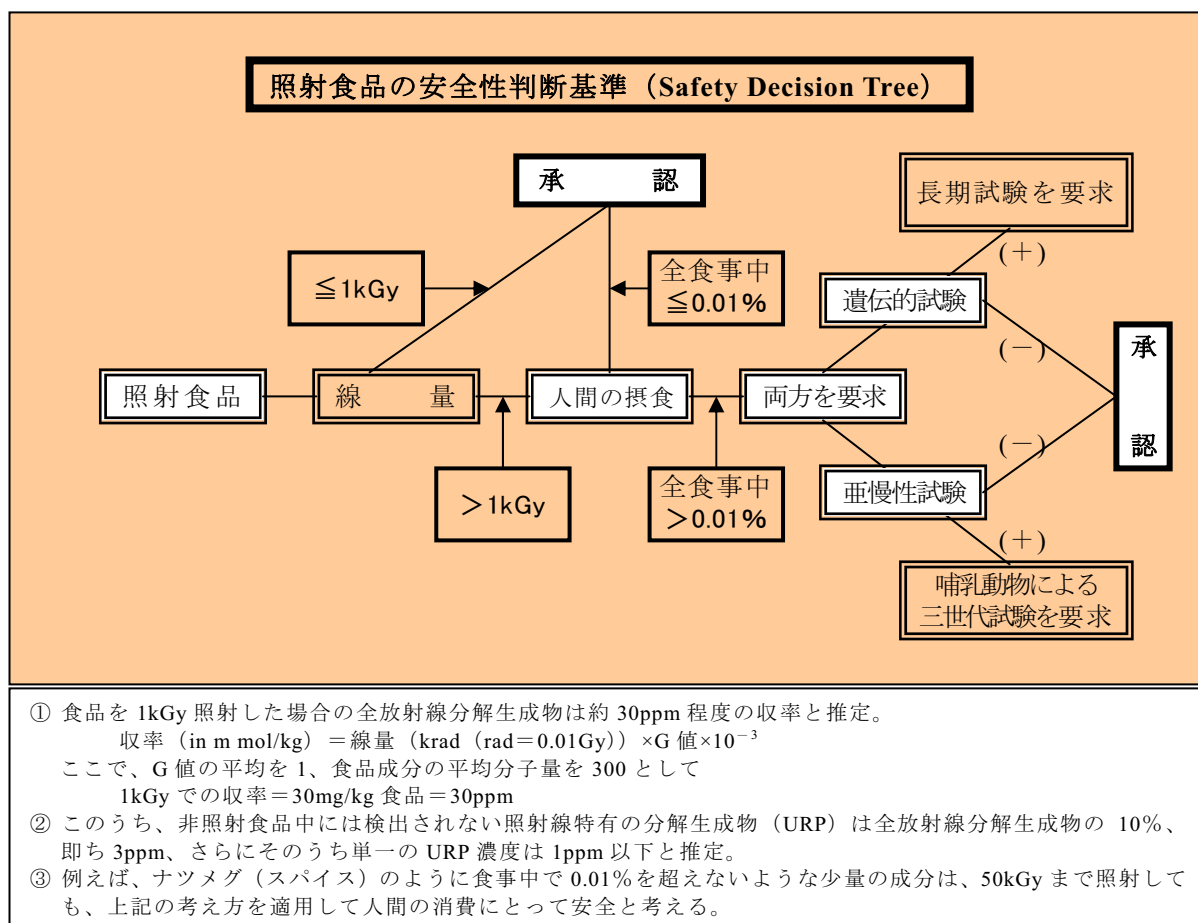 照射食品の安全性判断基準（Safety Decision Tree）
承　認
長期試験を要求
(＋)
≦1kGy
全食事中
≦0.01%
遺伝的試験
(－)
承認
照射食品
線　量
人間の摂食
両方を要求
(－)
＞1kGy
全食事中
＞0.01%
亜慢性試験
(＋)
哺乳動物による
三世代試験を要求
① 食品を 1kGy 照射した場合の全放射線分解生成物は約 30ppm 程度の収率と推定。
収率（in m mol/kg）＝線量（krad（rad＝0.01Gy））×G 値×10⁻³
ここで、G 値の平均を 1、食品成分の平均分子量を 300 として
1kGy での収率＝30mg/kg 食品＝30ppm
② このうち、非照射食品中には検出されない照射線特有の分解生成物（URP）は全放射線分解生成物の 10％、
即ち 3ppm、さらにそのうち単一の URP 濃度は 1ppm 以下と推定。
③ 例えば、ナツメグ（スパイス）のように食事中で 0.01％を超えないような少量の成分は、50kGy まで照射して
も、上記の考え方を適用して人間の消費にとって安全と考える。